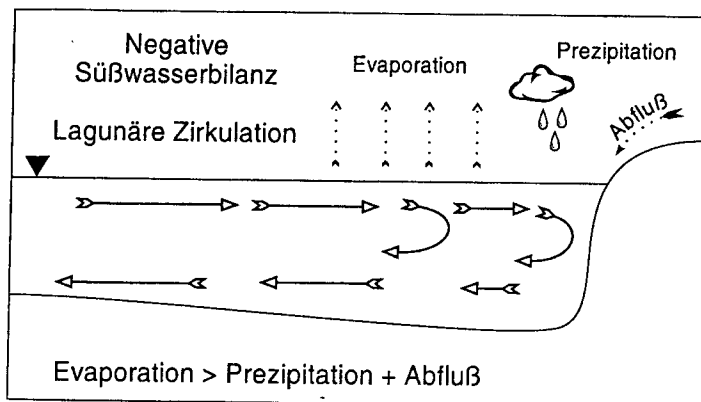 Negative
Süßwasserbilanz
Evaporation
Prezipitation
Lagunäre Zirkulation
Abfluß
Evaporation > Prezipitation + Abfluß